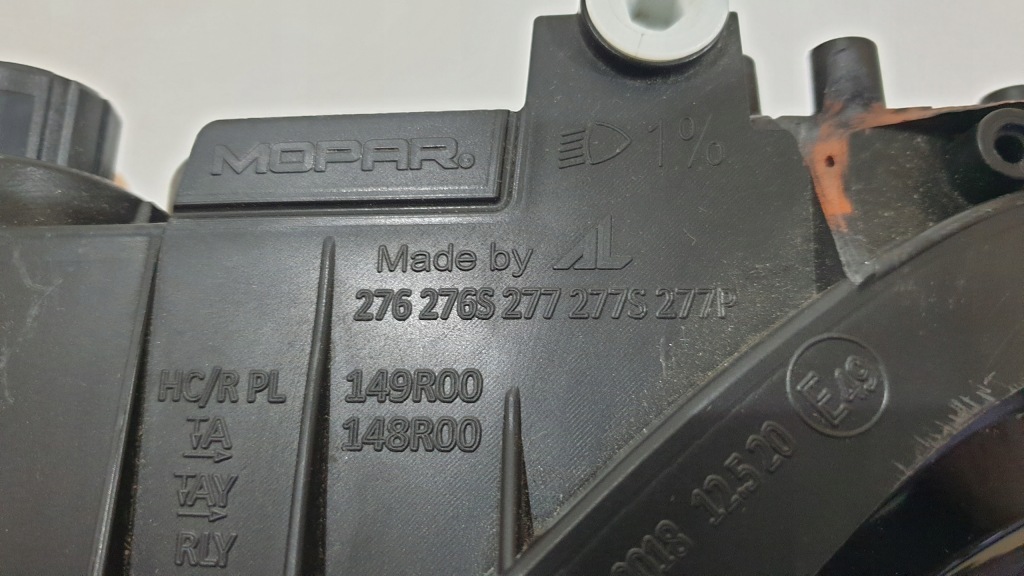 MOPAR®
1%
Made by AL
276 276S 277 277S 277P
HC/R PL 149R00
TA 148R00
TAY
RLY
E49
12.5 20